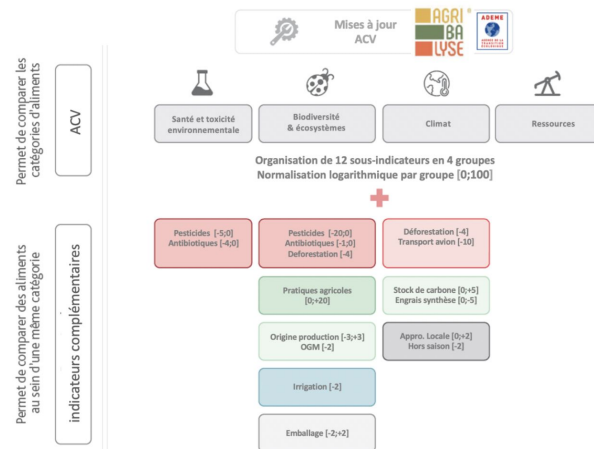 Mises à jour
ACV
AGRI
BA
LYSE
ADEME
Permet de comparer les
catégories d'aliments
ACV
Santé et toxicité
environnementale
Biodiversité
& écosystèmes
Climat
Ressources
Organisation de 12 sous-indicateurs en 4 groupes
Normalisation logarithmique par groupe [0;100]
Permet de comparer des aliments
au sein d'une même catégorie
indicateurs complémentaires
Pesticides [-5;0]
Antibiotiques [-4;0]
Pesticides [-20;0]
Antibiotiques [-1;0]
Deforestation [-4]
Déforestation [-4]
Transport avion [-10]
Pratiques agricoles
[0;+20]
Stock de carbone [0;+5]
Engrais synthèse [0;-5]
Origine production [-3;+3]
OGM [-2]
Appro. Locale [0;+2]
Hors saison [-2]
Irrigation [-2]
Emballage [-2;+2]